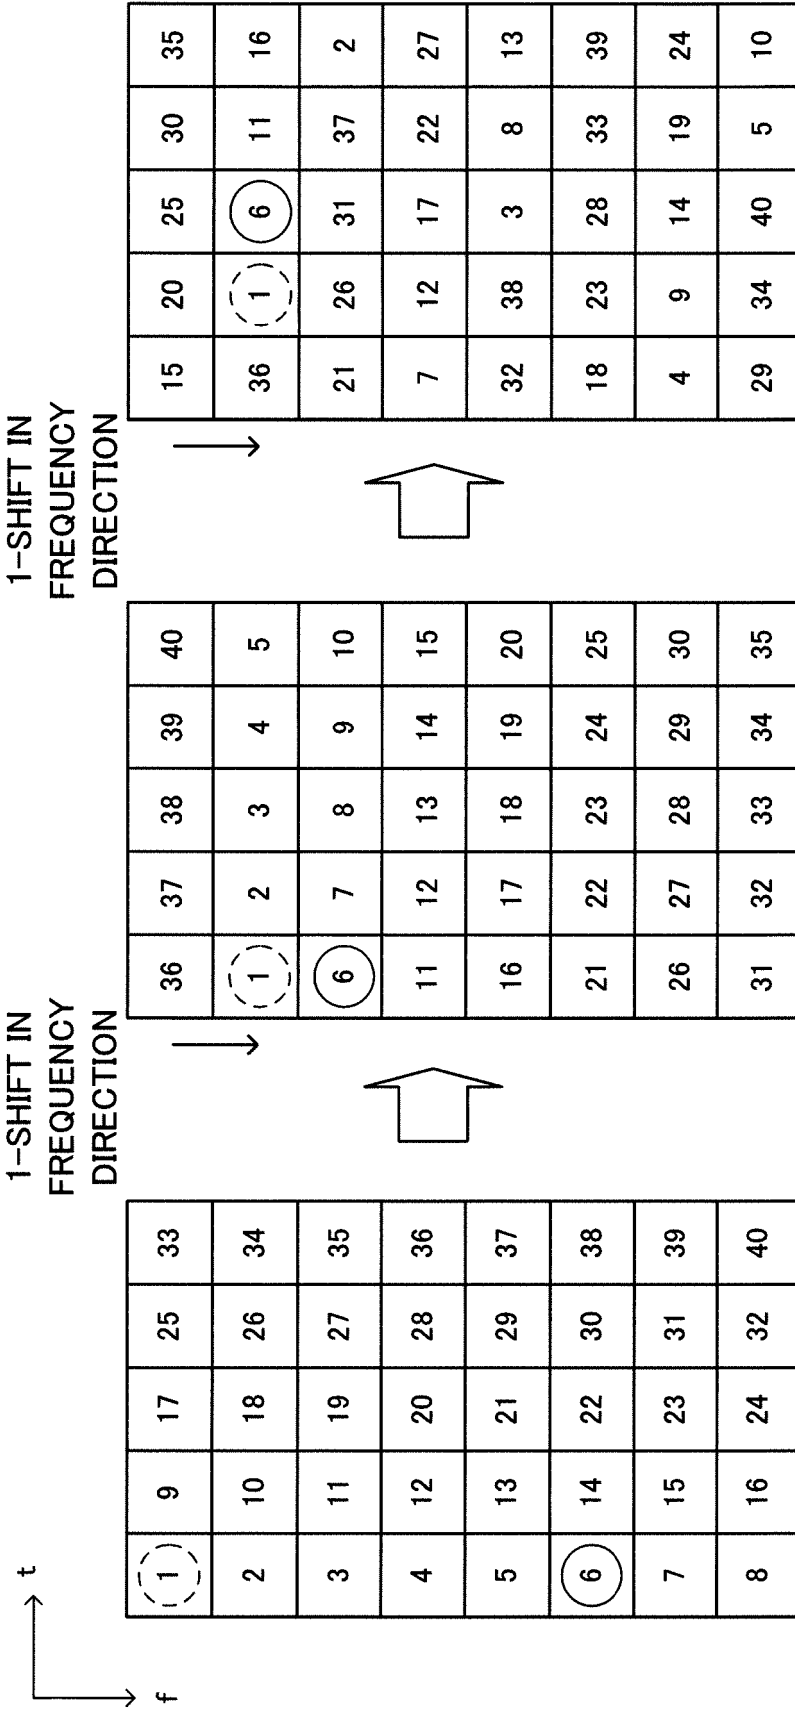 t
f
1 9 17 25 33
2 10 18 26 34
3 11 19 27 35
4 12 20 28 36
5 13 21 29 37
6 14 22 30 38
7 15 23 31 39
8 16 24 32 40
1-SHIFT IN
FREQUENCY
DIRECTION
36 37 38 39 40
1 2 3 4 5
6 7 8 9 10
11 12 13 14 15
16 17 18 19 20
21 22 23 24 25
26 27 28 29 30
31 32 33 34 35
1-SHIFT IN
FREQUENCY
DIRECTION
15 20 25 30 35
36 1 6 11 16
21 26 31 37 2
7 12 17 22 27
32 38 3 8 13
18 23 28 33 39
4 9 14 19 24
29 34 40 5 10